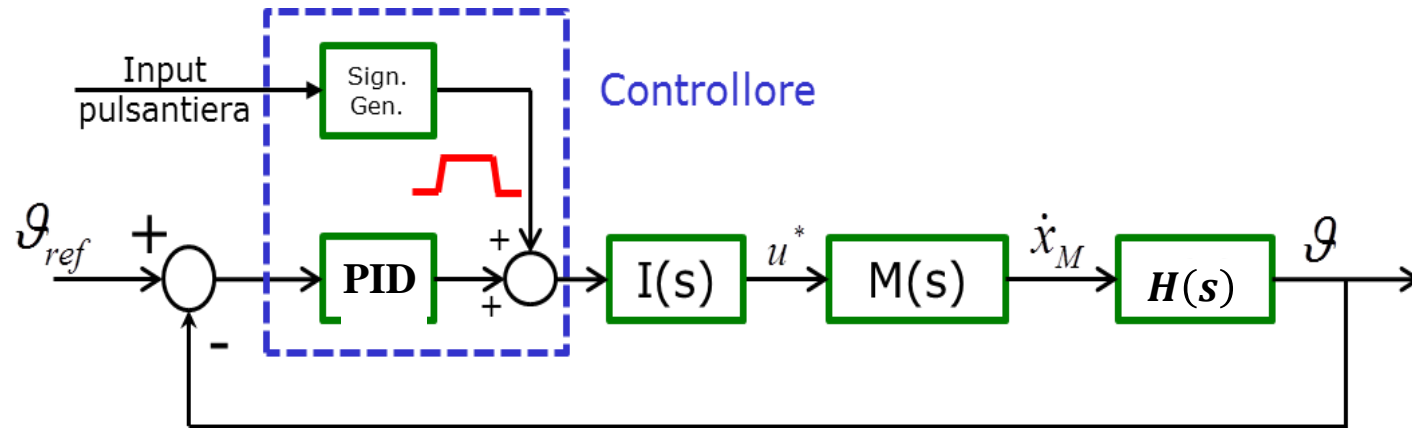 Input
pulsantiera
Sign.
Gen.
Controllore
ϑref
+
-
PID
+
+
I(s)
u*
M(s)
ẋM
H(s)
ϑ